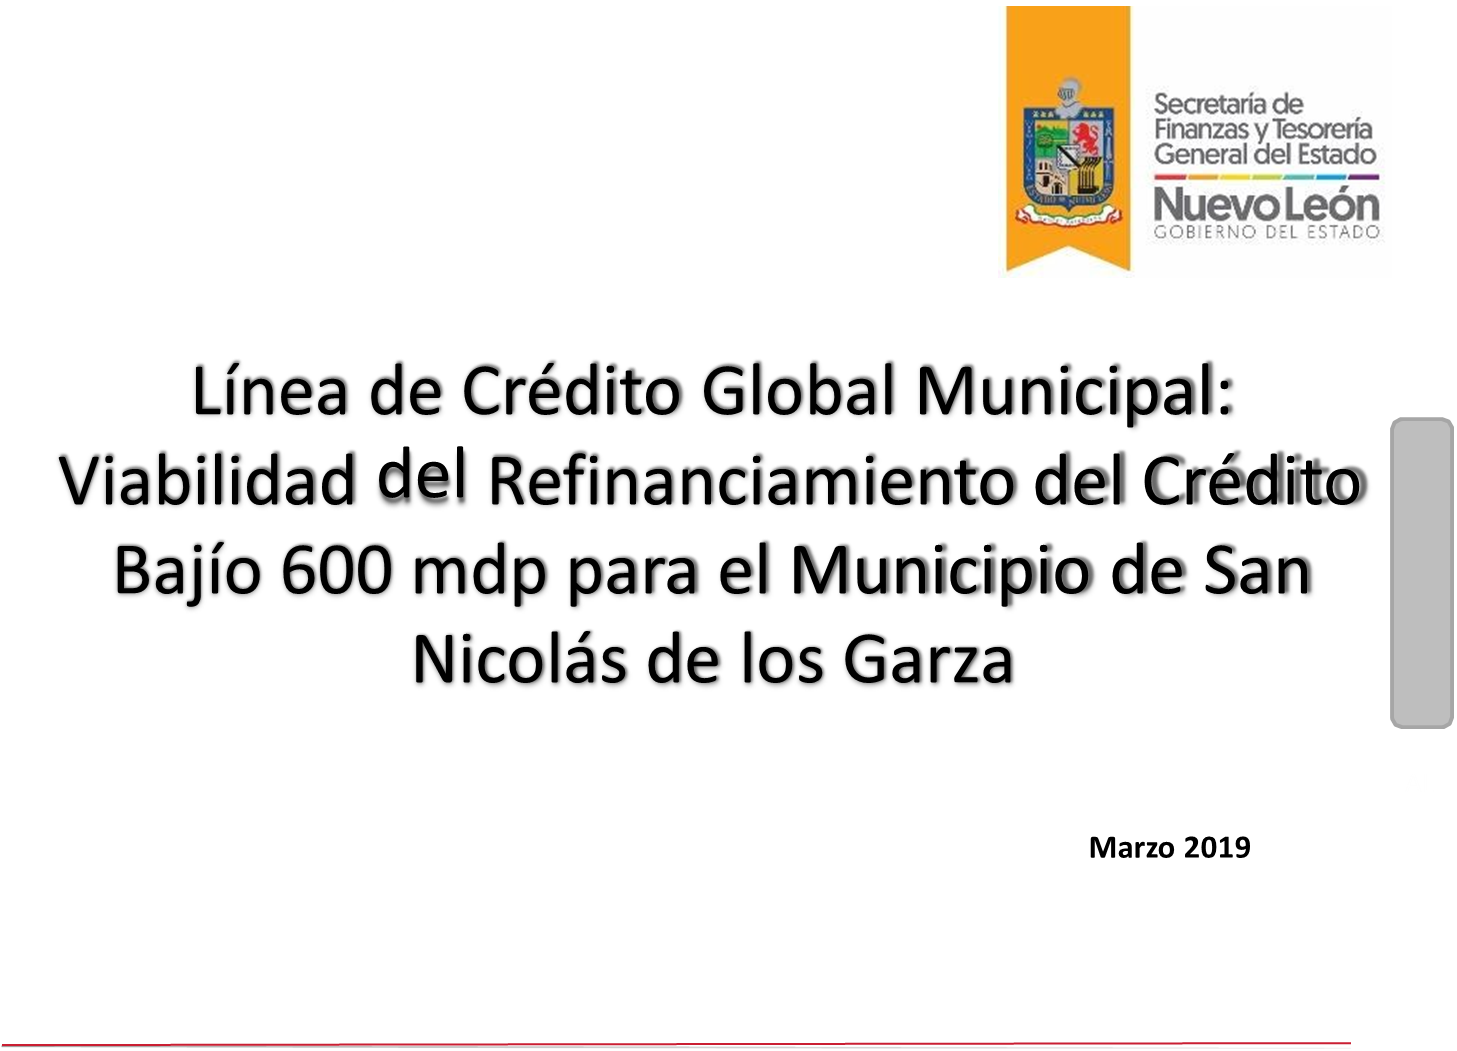 Secretaría de
Finanzas y Tesorería
General del Estado
Nuevo León
GOBIERNO DEL ESTADO
Línea de Crédito Global Municipal:
Viabilidad del Refinanciamiento del Crédito
Bajío 600 mdp para el Municipio de San
Nicolás de los Garza
Marzo 2019